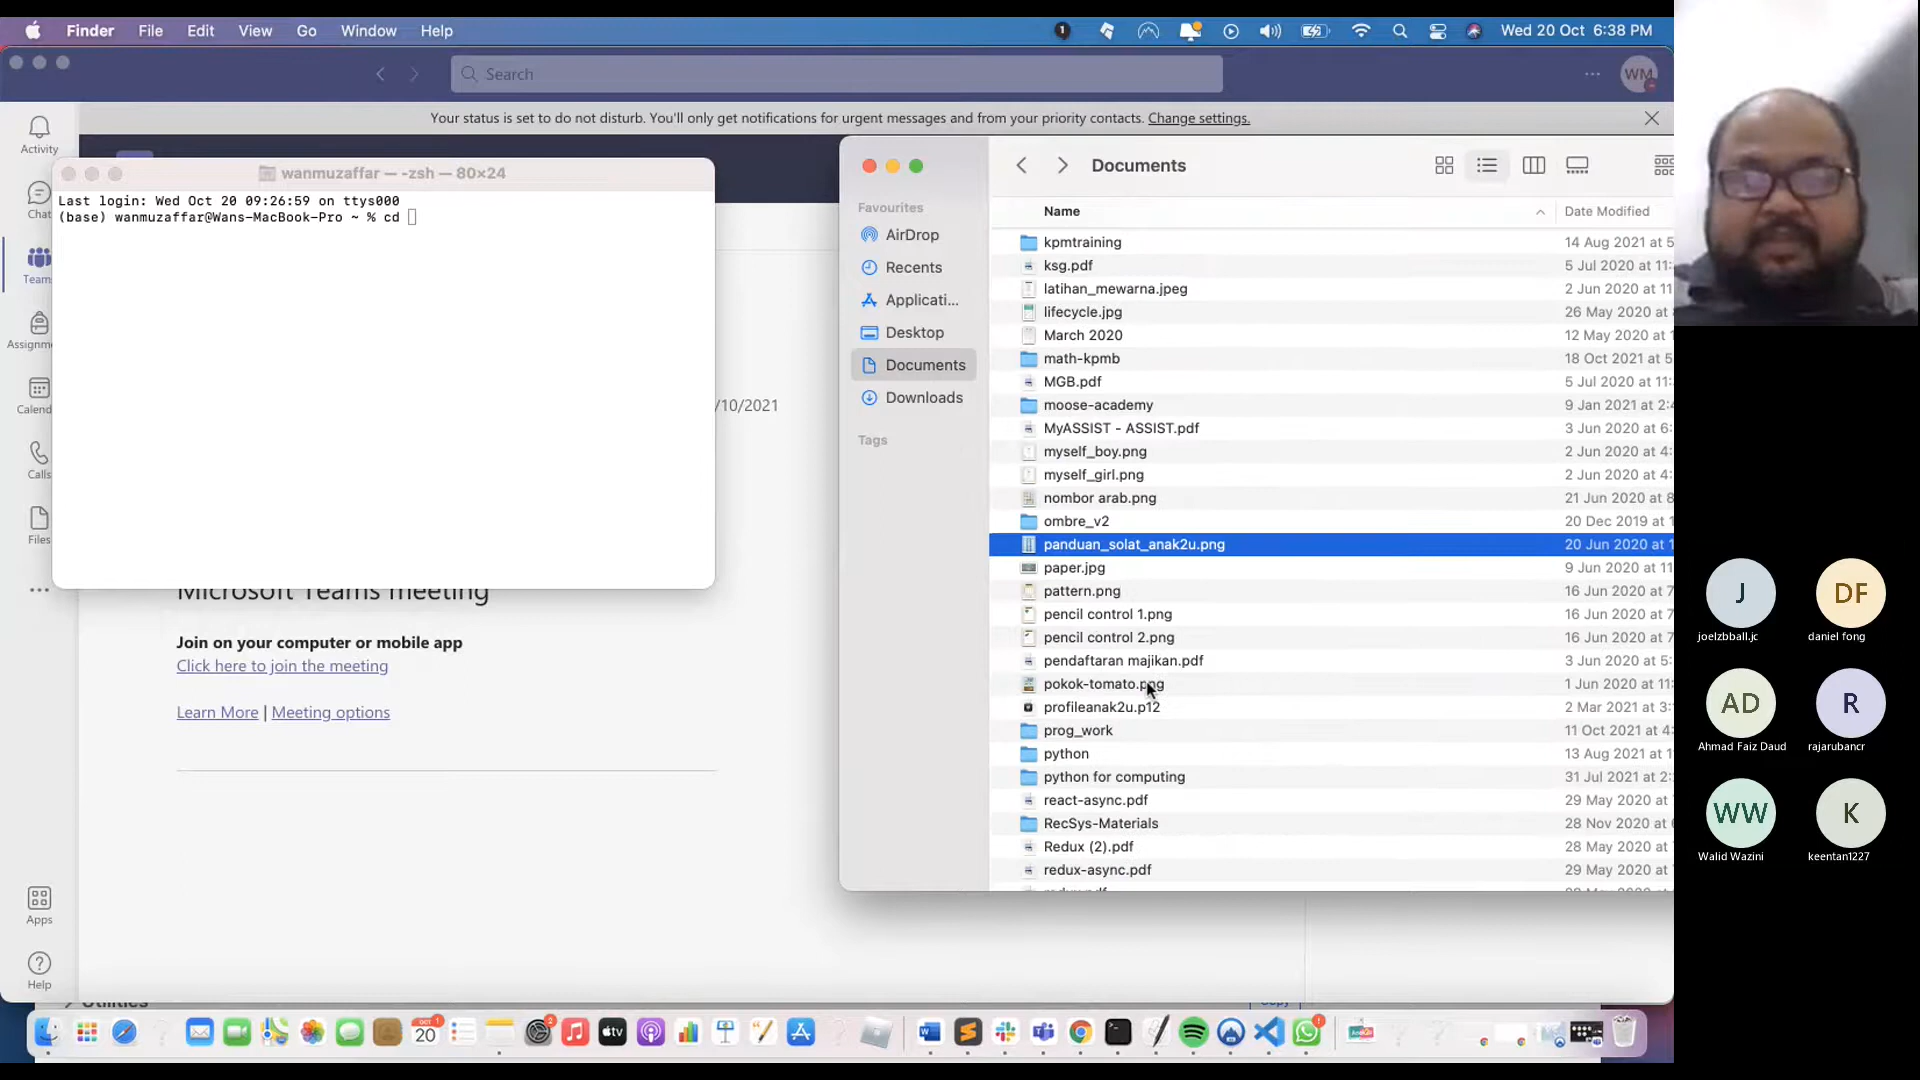 Finder File Edit View Go Window Help
Wed 20 Oct 6:38 PM
Search
WM
Your status is set to do not disturb. You'll only get notifications for urgent messages and from your priority contacts. Change settings.
Activity
Chat
Teams
Calls
Files
Apps
Help
wanmuzaffar — -zsh — 80×24
Last login: Wed Oct 20 09:26:59 on ttys000
(base) wanmuzaffar@Wans-MacBook-Pro ~ % cd
/10/2021
Microsoft Teams meeting
Join on your computer or mobile app
Click here to join the meeting
Learn More | Meeting options
Documents
Favourites
AirDrop
Recents
Applicati...
Desktop
Documents
Downloads
Tags
Name Date Modified
kpmtraining 14 Aug 2021 at 5
ksg.pdf 5 Jul 2020 at 11:
latihan_mewarna.jpeg 2 Jun 2020 at 11
lifecycle.jpg 26 May 2020 at
March 2020 12 May 2020 at 1
math-kpmb 18 Oct 2021 at 5
MGB.pdf 5 Jul 2020 at 11:
moose-academy 9 Jan 2021 at 2:4
MyASSIST - ASSIST.pdf 3 Jun 2020 at 6:
myself_boy.png 2 Jun 2020 at 4:
myself_girl.png 2 Jun 2020 at 4:
nombor arab.png 21 Jun 2020 at 8
ombre_v2 20 Dec 2019 at 1
panduan_solat_anak2u.png 20 Jun 2020 at 1
paper.jpg 9 Jun 2020 at 11
pattern.png 16 Jun 2020 at 7
pencil control 1.png 16 Jun 2020 at 7
pencil control 2.png 16 Jun 2020 at 7
pendaftaran majikan.pdf 3 Jun 2020 at 5:
pokok-tomato.png 1 Jun 2020 at 11:
profileanak2u.p12 2 Mar 2021 at 3:
prog_work 11 Oct 2021 at 4:
python 13 Aug 2021 at 1
python for computing 31 Jul 2021 at 2:
react-async.pdf 29 May 2020 at
RecSys-Materials 28 Nov 2020 at
Redux (2).pdf 28 May 2020 at
redux-async.pdf 29 May 2020 at
J
joelzbball.jc
DF
daniel fong
AD
Ahmad Faiz Daud
R
rajarubancr
WW
Walid Wazini
K
keentan1227
OCT
20
tv